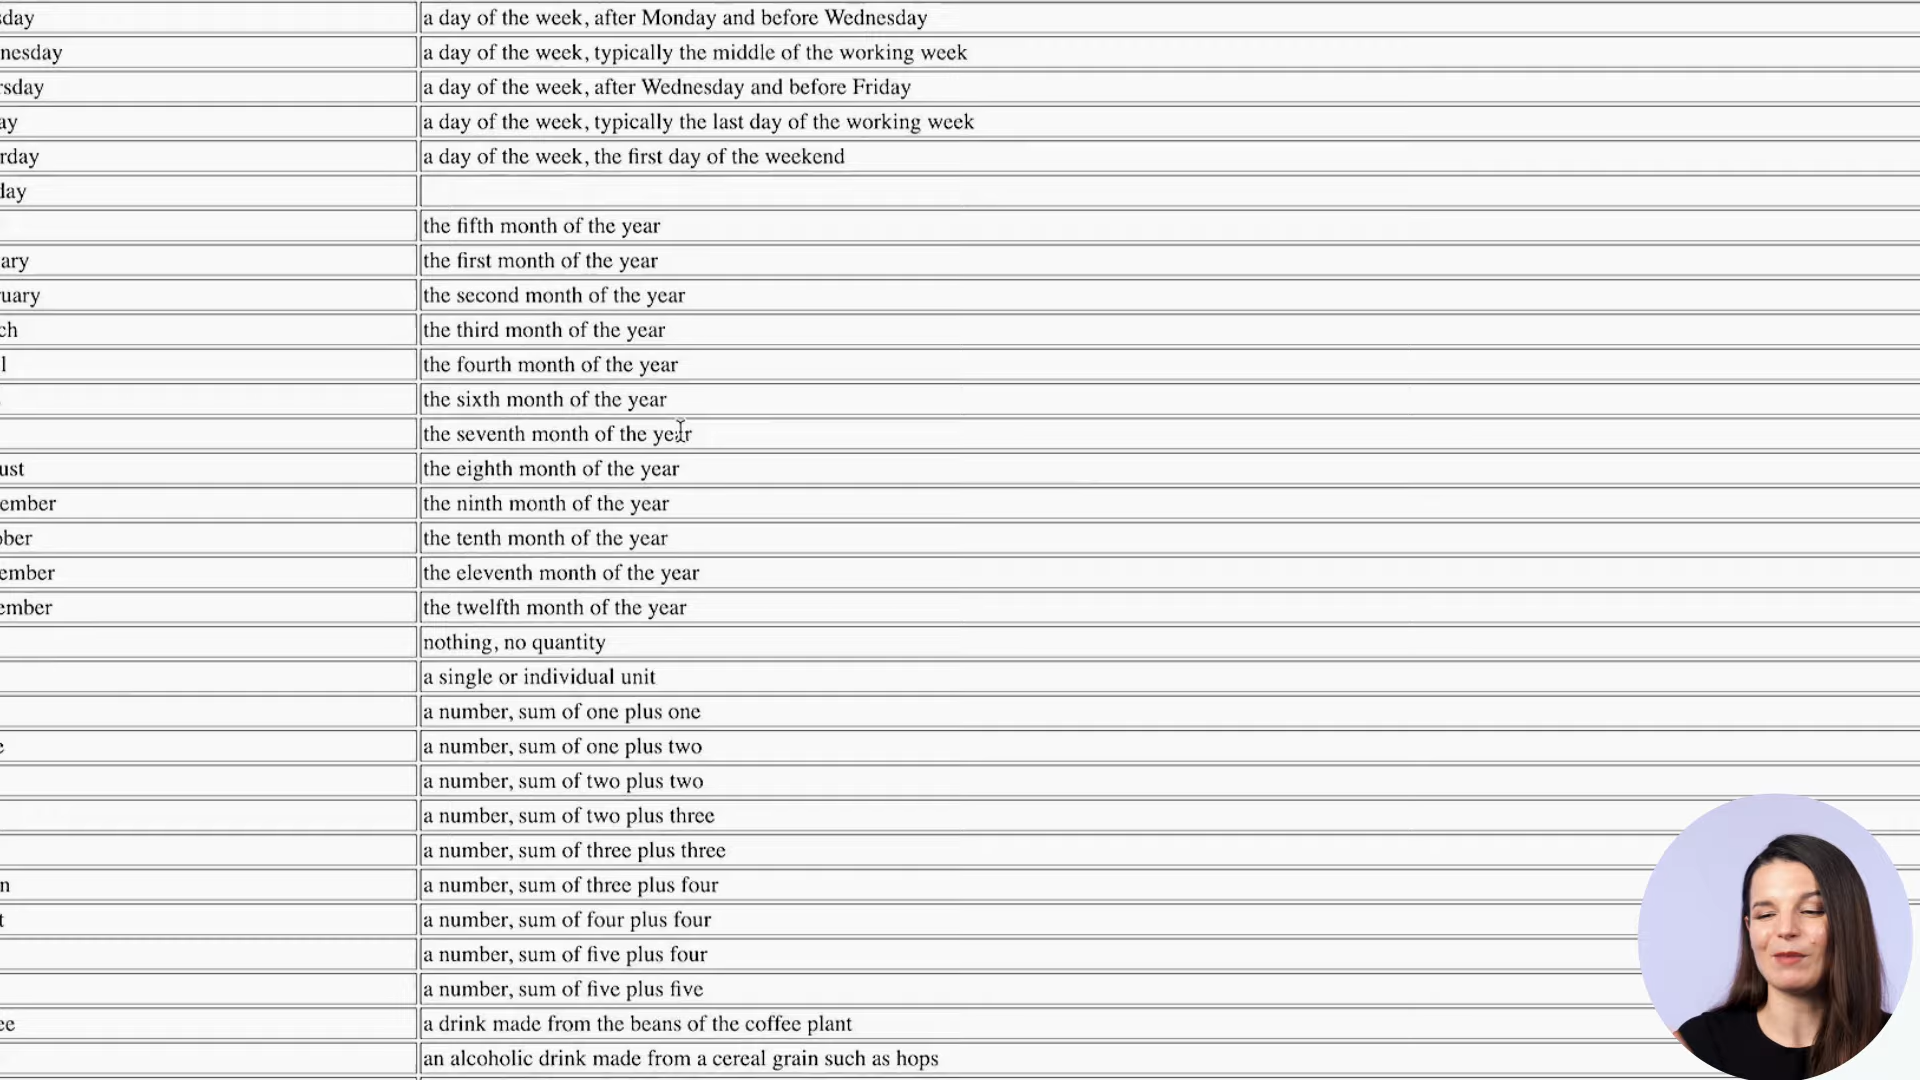 sday a day of the week, after Monday and before Wednesday
nesday a day of the week, typically the middle of the working week
rsday a day of the week, after Wednesday and before Friday
ay a day of the week, typically the last day of the working week
rday a day of the week, the first day of the weekend
day
the fifth month of the year
ary the first month of the year
uary the second month of the year
ch the third month of the year
l the fourth month of the year
the sixth month of the year
the seventh month of the year
ust the eighth month of the year
ember the ninth month of the year
ober the tenth month of the year
ember the eleventh month of the year
ember the twelfth month of the year
nothing, no quantity
a single or individual unit
a number, sum of one plus one
e a number, sum of one plus two
a number, sum of two plus two
a number, sum of two plus three
a number, sum of three plus three
n a number, sum of three plus four
t a number, sum of four plus four
a number, sum of five plus four
a number, sum of five plus five
ee a drink made from the beans of the coffee plant
an alcoholic drink made from a cereal grain such as hops